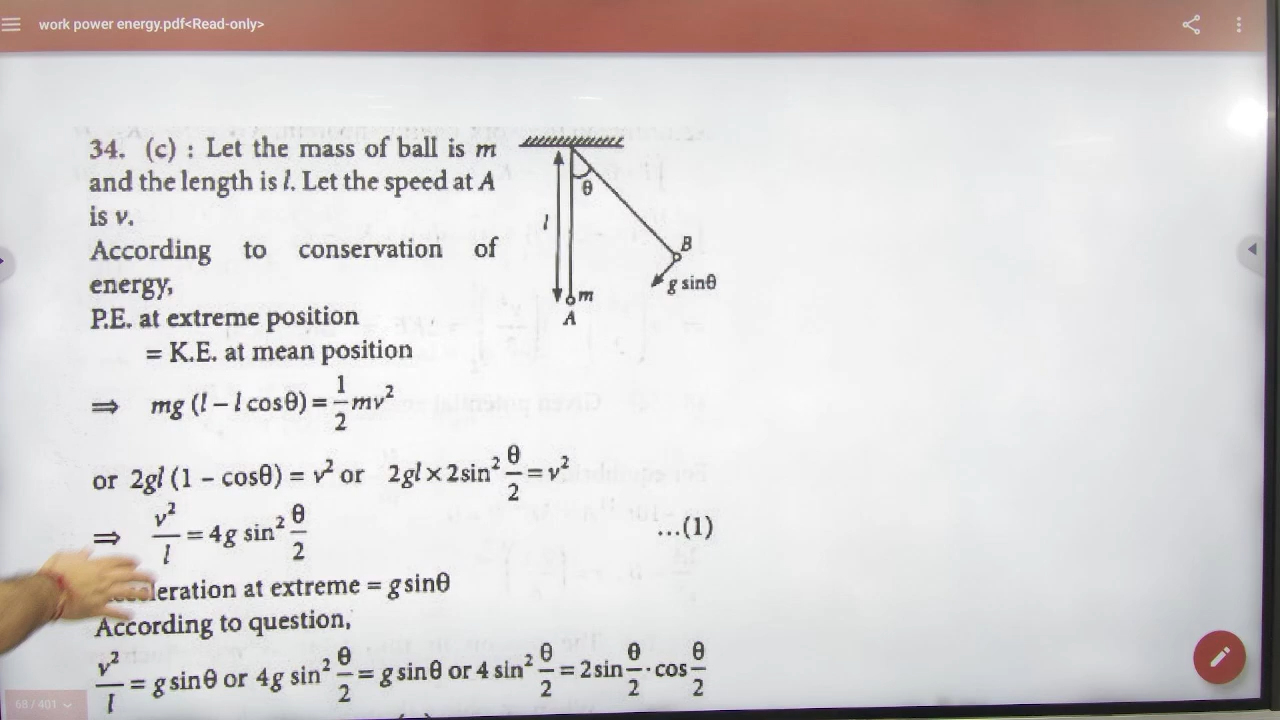 work power energy.pdf<Read-only>
34. (c) : Let the mass of ball is m
and the length is l. Let the speed at A
is v.
According to conservation of
energy,
P.E. at extreme position
= K.E. at mean position
⇒ mg (l – l cosθ) = 1/2 mv²
or 2gl (1 – cosθ) = v² or 2gl × 2sin² θ/2 = v²
⇒ v²/l = 4g sin² θ/2 ...(1)
at extreme = g sinθ
According to question,
v²/l = g sinθ or 4g sin² θ/2 = g sinθ or 4 sin² θ/2 = 2sin θ/2 · cos θ/2
θ
l
B
g sinθ
m
A
68 / 401